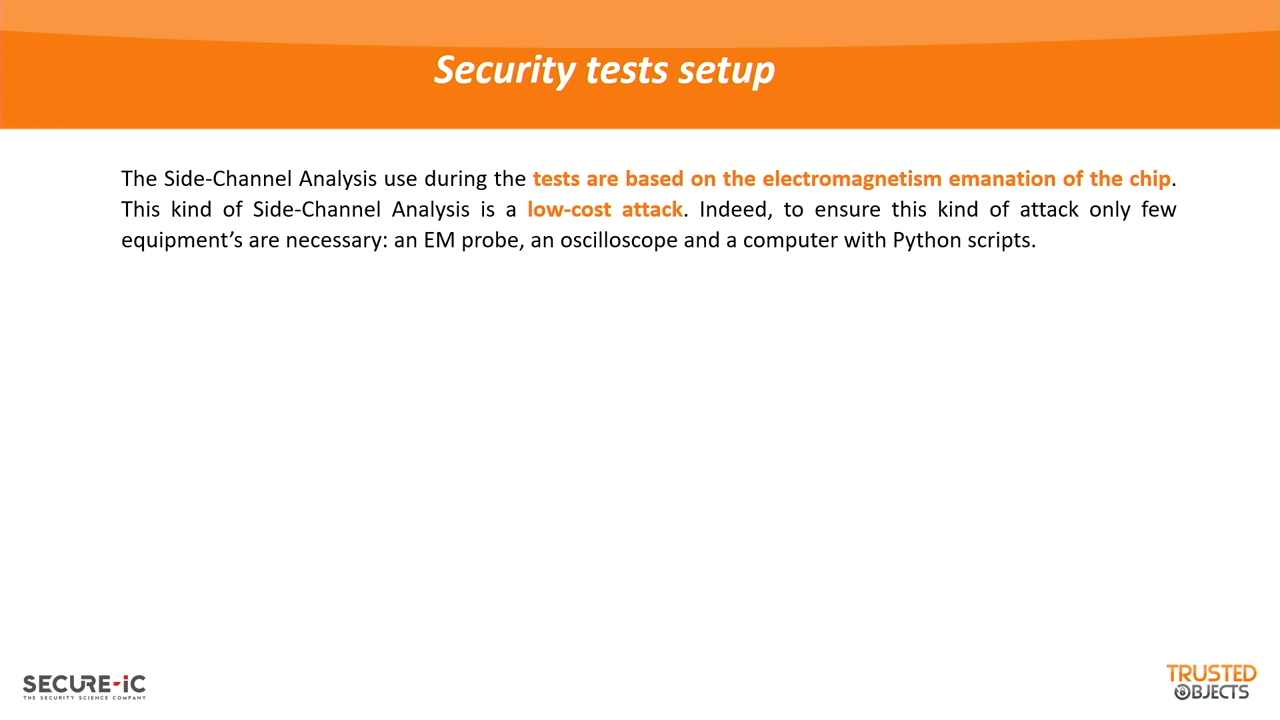 Security tests setup
The Side-Channel Analysis use during the tests are based on the electromagnetism emanation of the chip.
This kind of Side-Channel Analysis is a low-cost attack. Indeed, to ensure this kind of attack only few
equipment’s are necessary: an EM probe, an oscilloscope and a computer with Python scripts.
SECURE-iC
THE SECURITY SCIENCE COMPANY
TRUSTED
OBJECTS